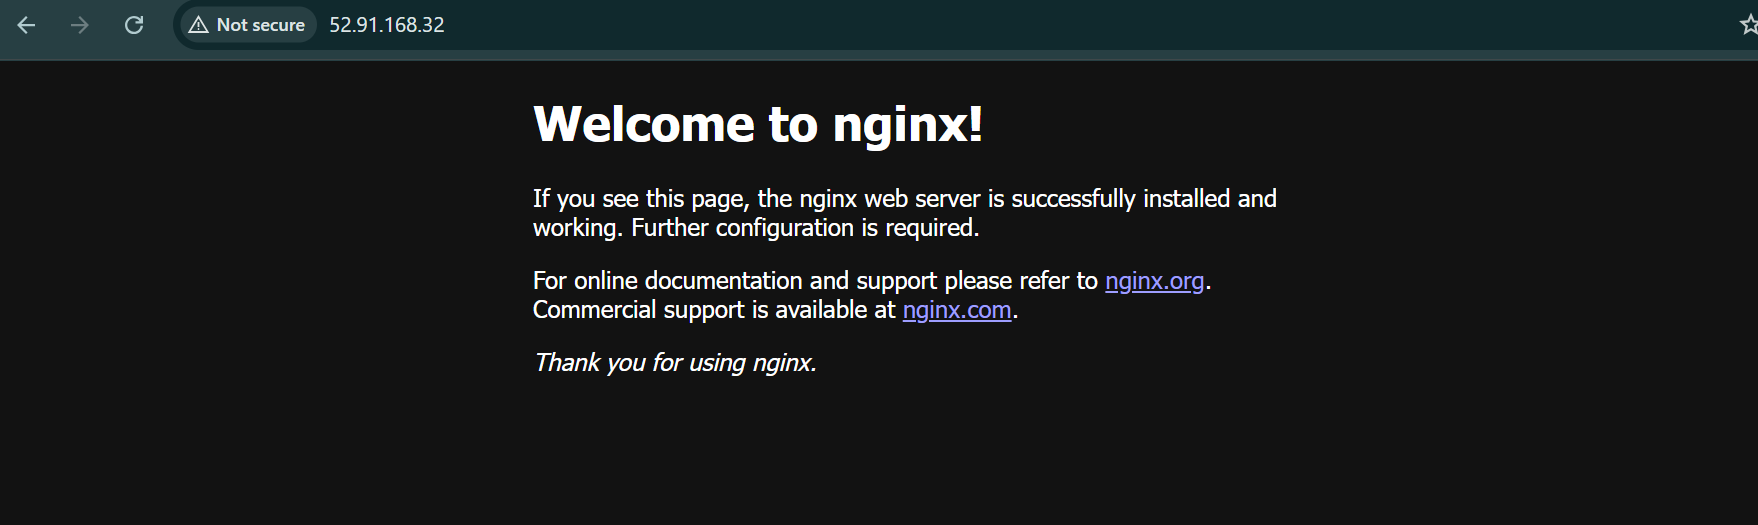 Not secure 52.91.168.32
Welcome to nginx!
If you see this page, the nginx web server is successfully installed and
working. Further configuration is required.
For online documentation and support please refer to nginx.org.
Commercial support is available at nginx.com.
Thank you for using nginx.